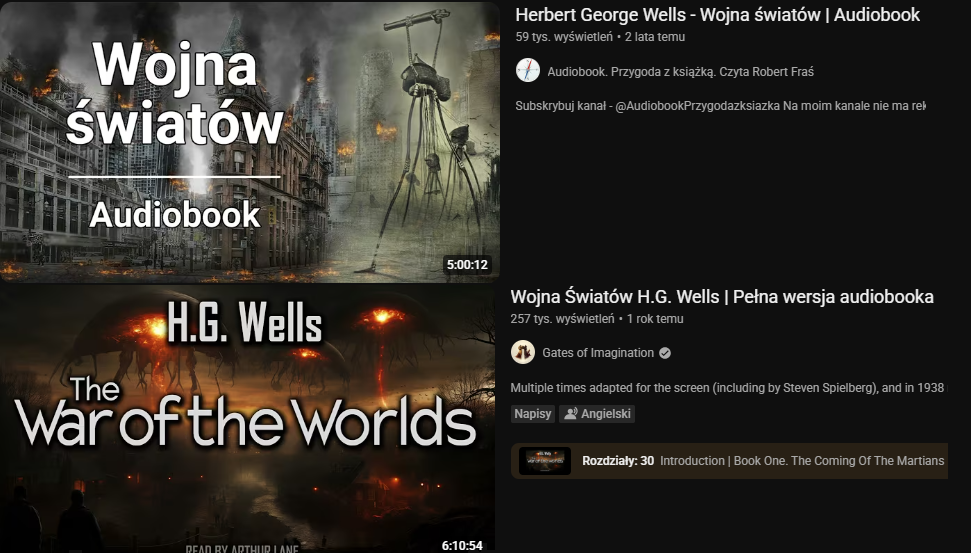 Wojna
światów
Audiobook
5:00:12
Herbert George Wells - Wojna światów | Audiobook
59 tys. wyświetleń • 2 lata temu
Audiobook. Przygoda z książką. Czyta Robert Fraś
Subskrybuj kanał - @AudiobookPrzygodazksiazka Na moim kanale nie ma
H.G. Wells
The
War of the Worlds
READ BY ARTHUR LANE
6:10:54
Wojna Światów H.G. Wells | Pełna wersja audiobooka
257 tys. wyświetleń • 1 rok temu
Gates of Imagination
Multiple times adapted for the screen (including by Steven Spielberg), and in 1938
Napisy Angielski
Rozdziały: 30 Introduction | Book One. The Coming Of The Martians